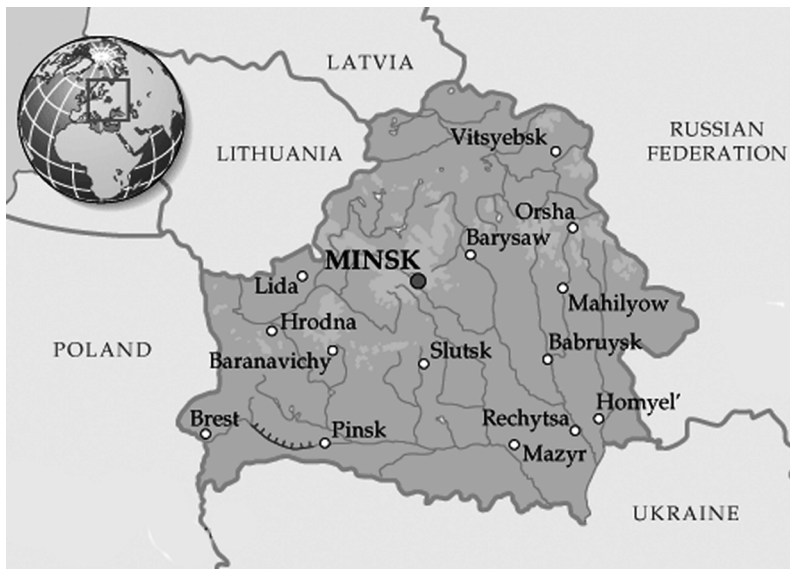 LATVIA
Vitsyebsk
RUSSIAN
FEDERATION
LITHUANIA
Orsha
Barysaw
MINSK
Lida
Mahilyow
Hrodna
Babruysk
POLAND
Baranavichy
Slutsk
Homyel'
Brest
Rechytsa
Pinsk
Mazyr
UKRAINE